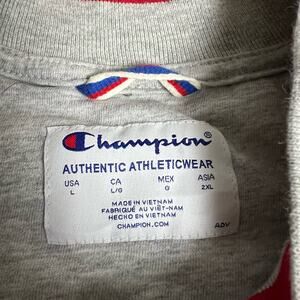 Champion
AUTHENTIC ATHLETICWEAR
USA CA MEX ASIA
L L/G G 2XL
MADE IN VIETNAM
FABRIQUÉ AU VIÊT-NAM
HECHO EN VIETNAM
CHAMPION.COM
ADV